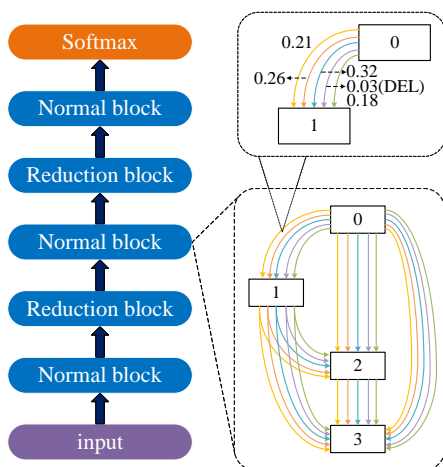 Softmax
Normal block
Reduction block
Normal block
Reduction block
Normal block
input
0
0.21
0.32
0.26
0.03(DEL)
0.18
1
0
1
2
3